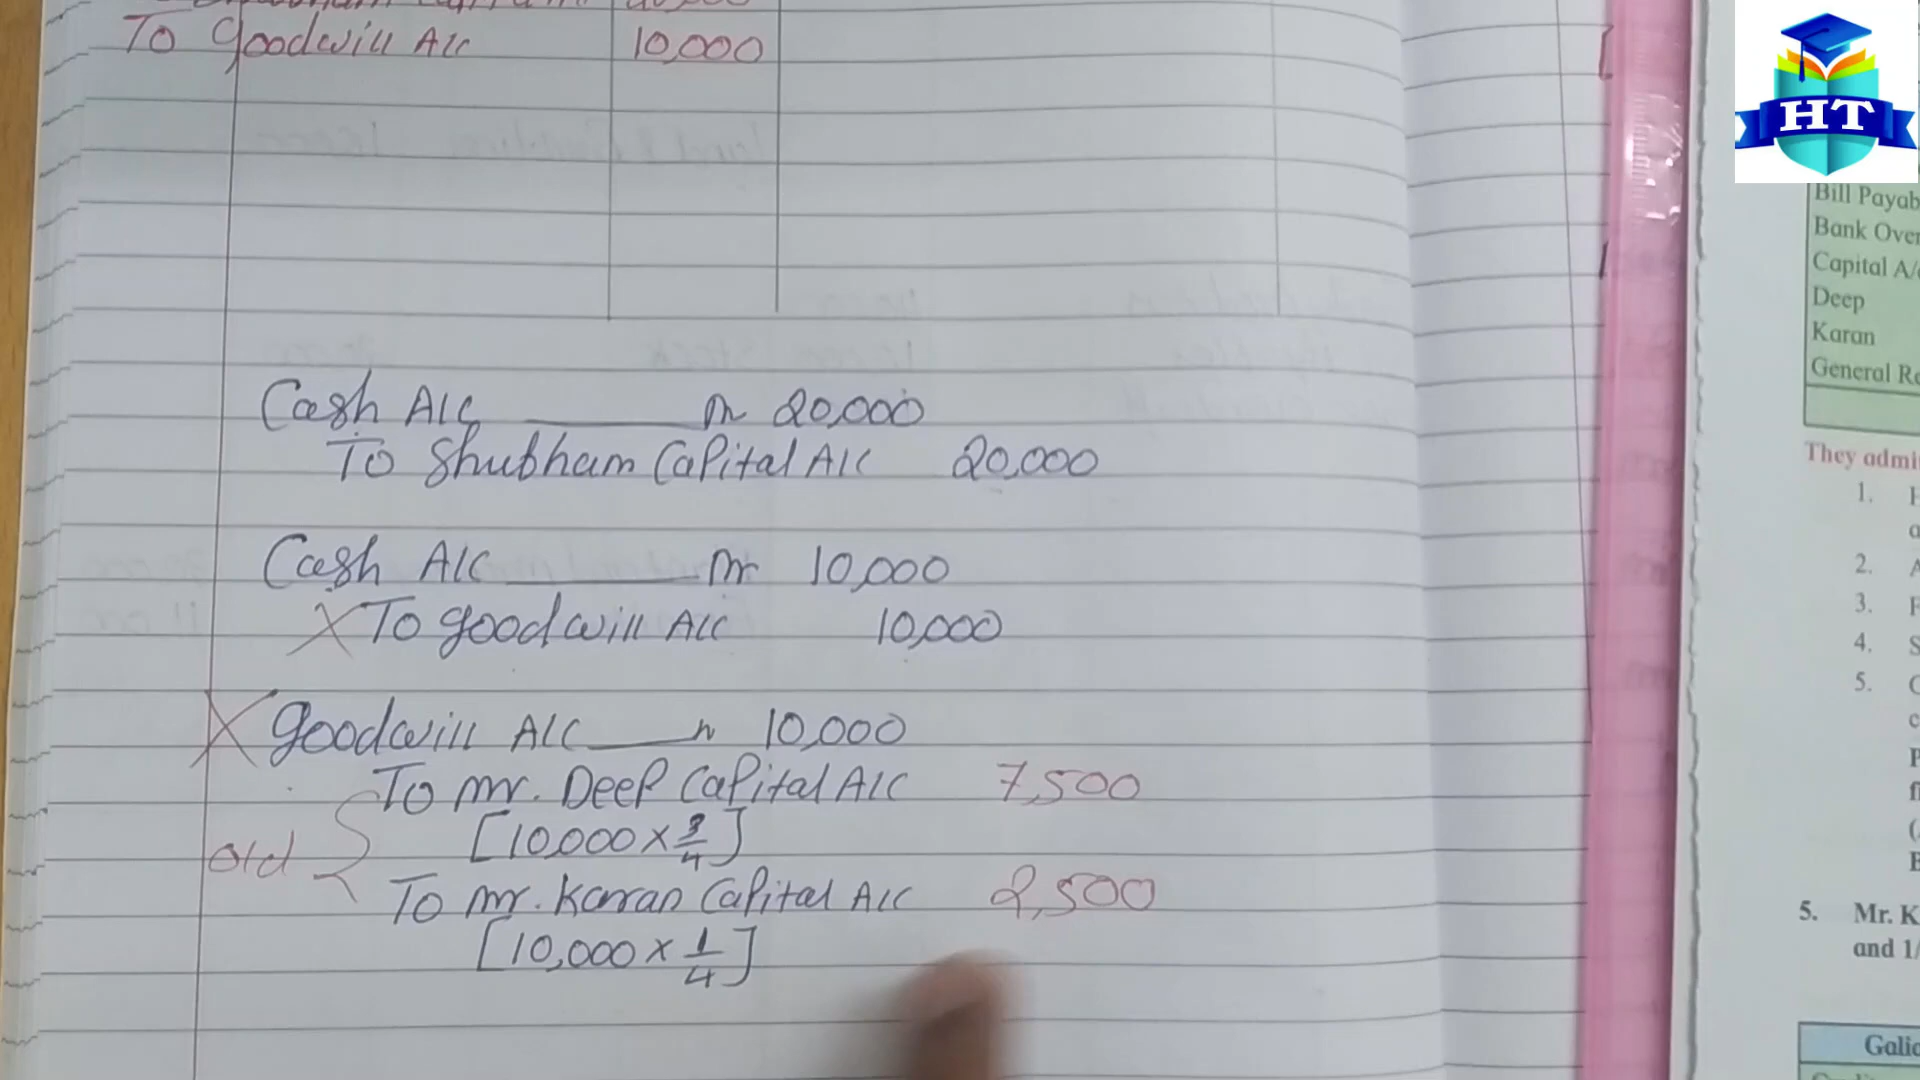 To Goodwill A/c 10,000
HT
Bill Payab
Bank Over
Capital A/
Deep
Karan
General Re
Cash A/c Dr 20,000
To Shubham Capital A/c 20,000
They admi
1.
2.
3.
4.
5.
Cash A/c Dr 10,000
X To goodwill A/c 10,000
X Goodwill A/c Dr 10,000
To Mr. Deep Capital A/c 7,500
[10,000 × 3/4]
old
To Mr. Karan Capital A/c 2,500
[10,000 × 1/4]
5. Mr. K
and 1/
Galic